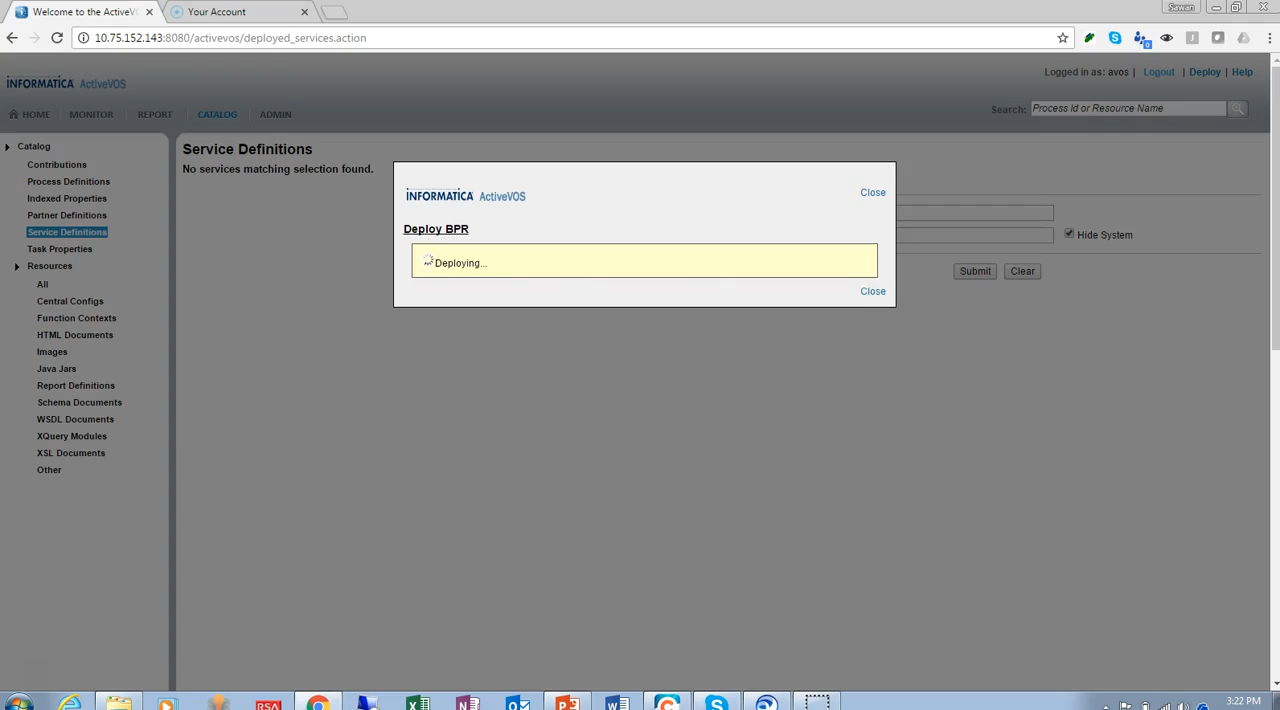 Welcome to the ActiveV
Your Account
Sawan
10.75.152.143:8080/activevos/deployed_services.action
INFORMATICA ActiveVOS
Logged in as: avos | Logout | Deploy | Help
HOME MONITOR REPORT CATALOG ADMIN
Search: Process Id or Resource Name
Catalog
Contributions
Process Definitions
Indexed Properties
Partner Definitions
Service Definitions
Task Properties
Resources
All
Central Configs
Function Contexts
HTML Documents
Images
Java Jars
Report Definitions
Schema Documents
WSDL Documents
XQuery Modules
XSL Documents
Other
Service Definitions
No services matching selection found.
Hide System
Submit Clear
INFORMATICA ActiveVOS
Close
Deploy BPR
Deploying...
Close
RSA
3:22 PM